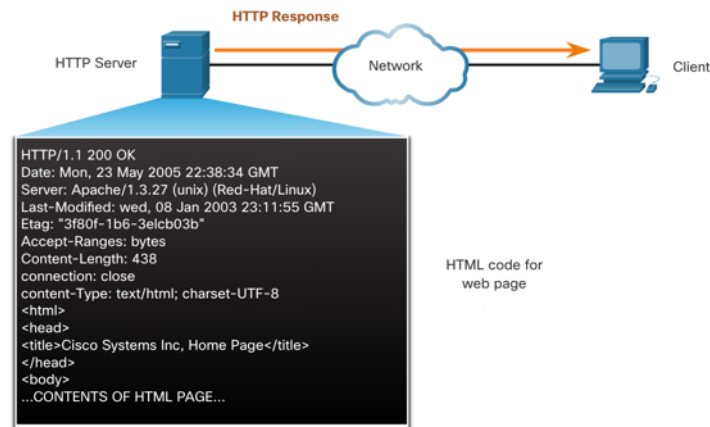 HTTP Response
HTTP Server
Network
Client
HTTP/1.1 200 OK
Date: Mon, 23 May 2005 22:38:34 GMT
Server: Apache/1.3.27 (unix) (Red-Hat/Linux)
Last-Modified: wed, 08 Jan 2003 23:11:55 GMT
Etag: "3f80f-1b6-3elcb03b"
Accept-Ranges: bytes
Content-Length: 438
connection: close
content-Type: text/html; charset-UTF-8
<html>
<head>
<title>Cisco Systems Inc, Home Page</title>
</head>
<body>
...CONTENTS OF HTML PAGE...
HTML code for
web page